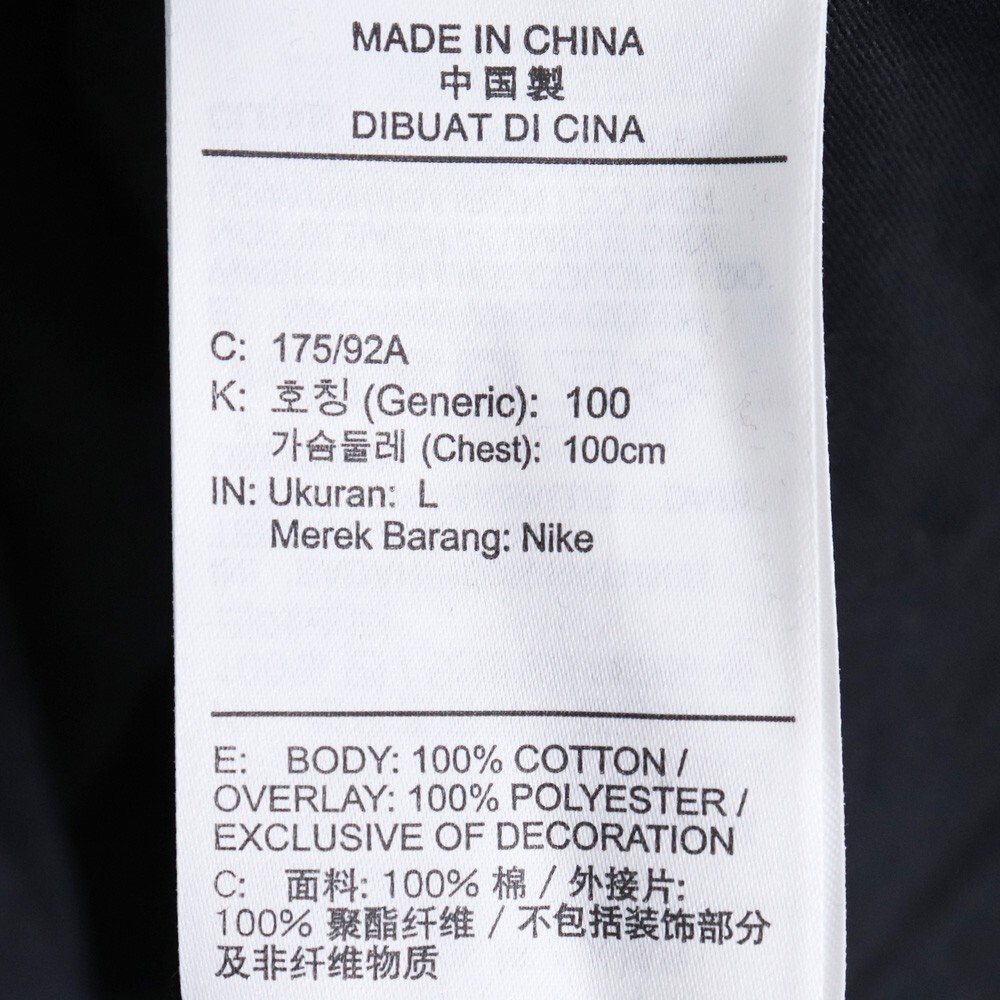 MADE IN CHINA
中国製
DIBUAT DI CINA
C: 175/92A
K: 호칭 (Generic): 100
가슴둘레 (Chest): 100cm
IN: Ukuran: L
Merek Barang: Nike
E: BODY: 100% COTTON /
OVERLAY: 100% POLYESTER /
EXCLUSIVE OF DECORATION
C: 面料: 100% 棉 / 外接片:
100% 聚酯纤维 / 不包括装饰部分
及非纤维物质